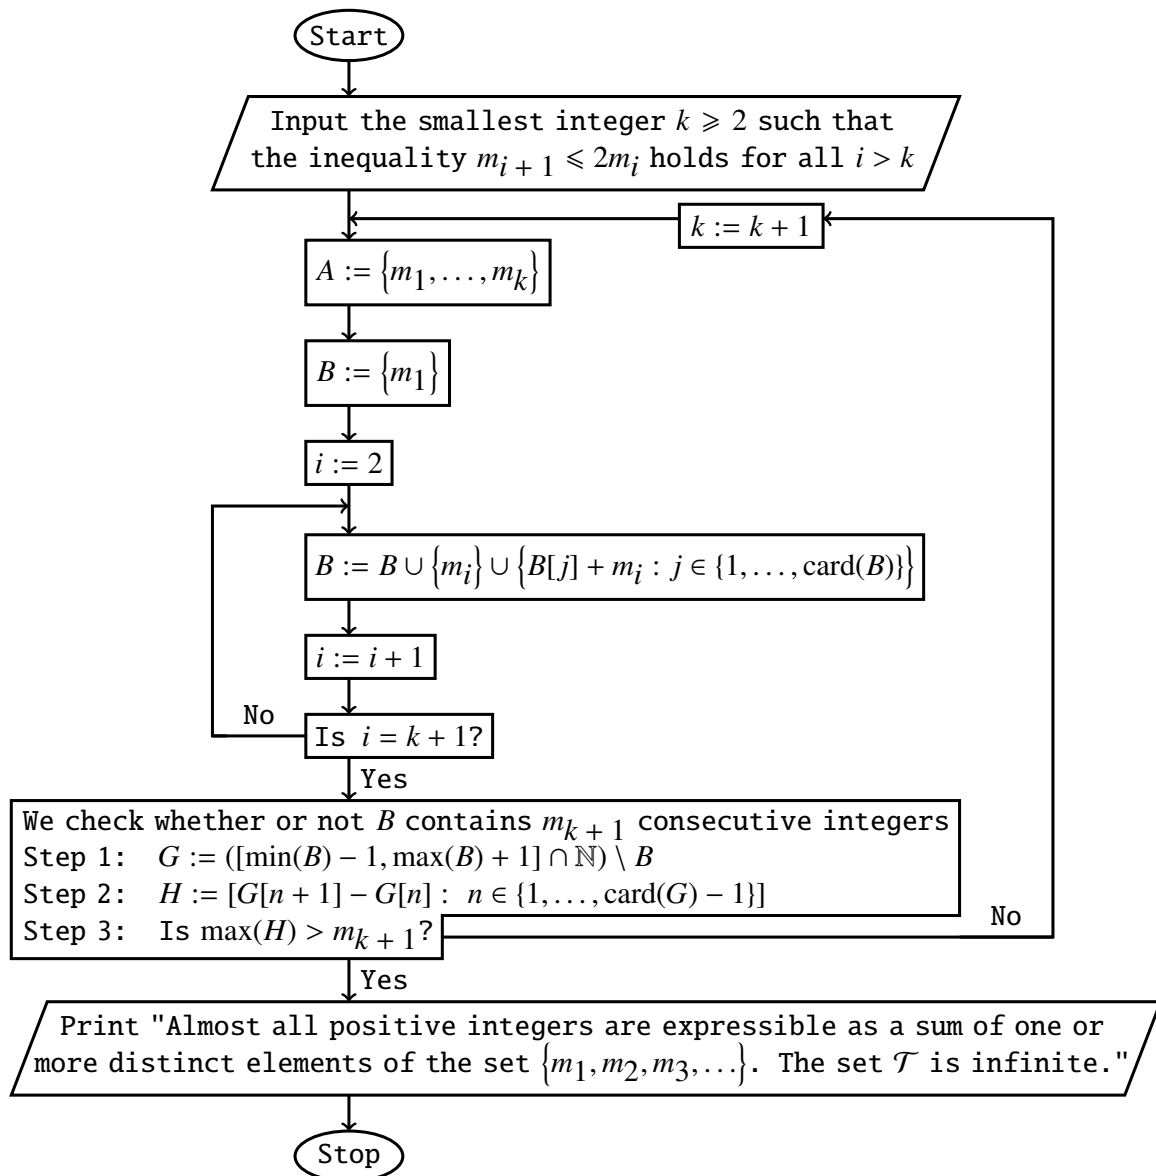 Start
Input the smallest integer k ⩾ 2 such that
the inequality m_{i+1} ⩽ 2m_i holds for all i > k
k := k + 1
A := {m_1, . . . , m_k}
B := {m_1}
i := 2
B := B ∪ {m_i} ∪ {B[j] + m_i : j ∈ {1, . . . , card(B)}}
i := i + 1
No
Is i = k + 1?
Yes
We check whether or not B contains m_{k+1} consecutive integers
Step 1: G := ([min(B) − 1, max(B) + 1] ∩ ℕ) \ B
Step 2: H := [G[n + 1] − G[n] : n ∈ {1, . . . , card(G) − 1}]
No
Step 3: Is max(H) > m_{k+1}?
Yes
Print "Almost all positive integers are expressible as a sum of one or
more distinct elements of the set {m_1, m_2, m_3, . . .}. The set 𝒯 is infinite."
Stop